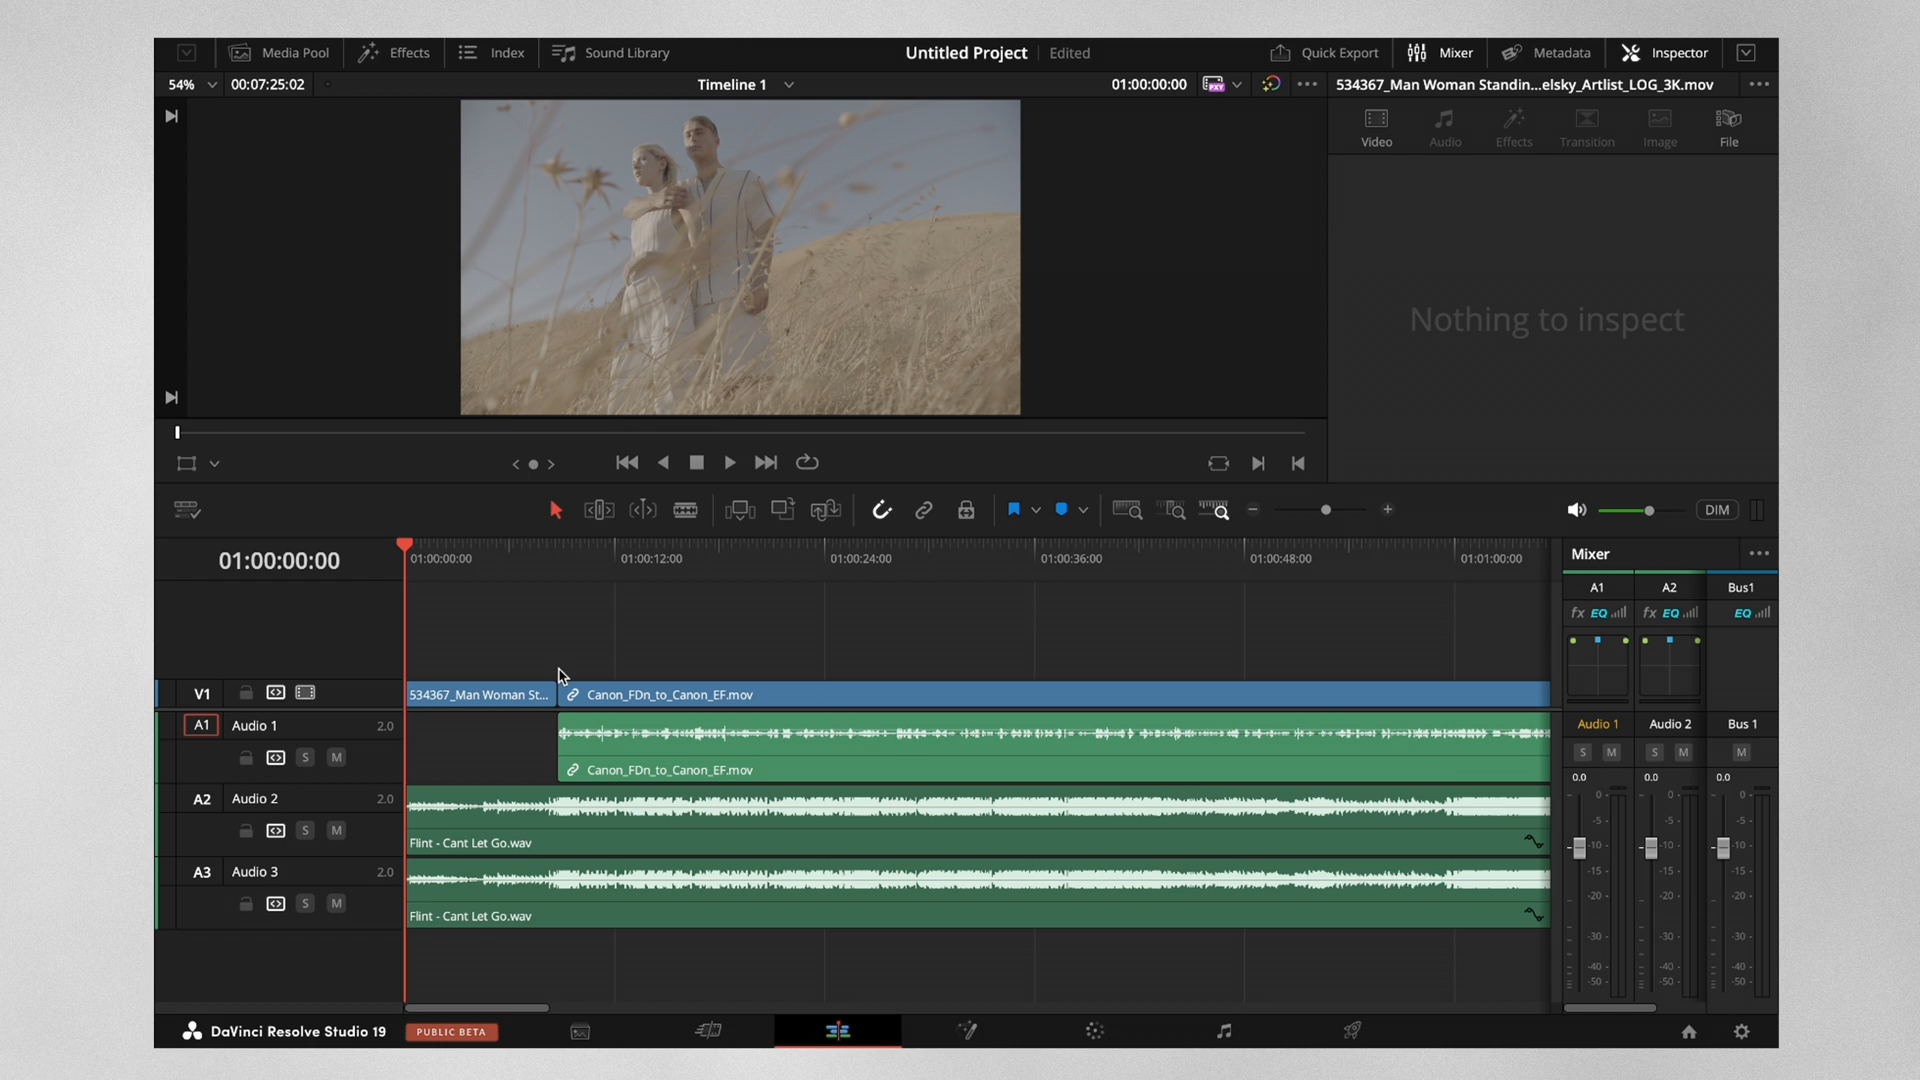 Media Pool Effects Index Sound Library Untitled Project Edited Quick Export Mixer Metadata Inspector
54% 00:07:25:02 Timeline 1 01:00:00:00 PXY 534367_Man Woman Standin...elsky_Artlist_LOG_3K.mov
Video Audio Effects Transition Image File
Nothing to inspect
DIM
01:00:00:00 01:00:00:00 01:00:12:00 01:00:24:00 01:00:36:00 01:00:48:00 01:01:00:00
V1 534367_Man Woman St... Canon_FDn_to_Canon_EF.mov
A1 Audio 1 2.0
S M Canon_FDn_to_Canon_EF.mov
A2 Audio 2 2.0
S M Flint - Cant Let Go.wav
A3 Audio 3 2.0
S M Flint - Cant Let Go.wav
Mixer
A1 A2 Bus1
fx EQ fx EQ EQ
Audio 1 Audio 2 Bus 1
S M S M M
0.0 0.0 0.0
0 0 0
-5 -5 -5
-10 -10 -10
-15 -15 -15
-20 -20 -20
-30 -30 -30
-40 -40 -40
-50 -50 -50
DaVinci Resolve Studio 19 PUBLIC BETA